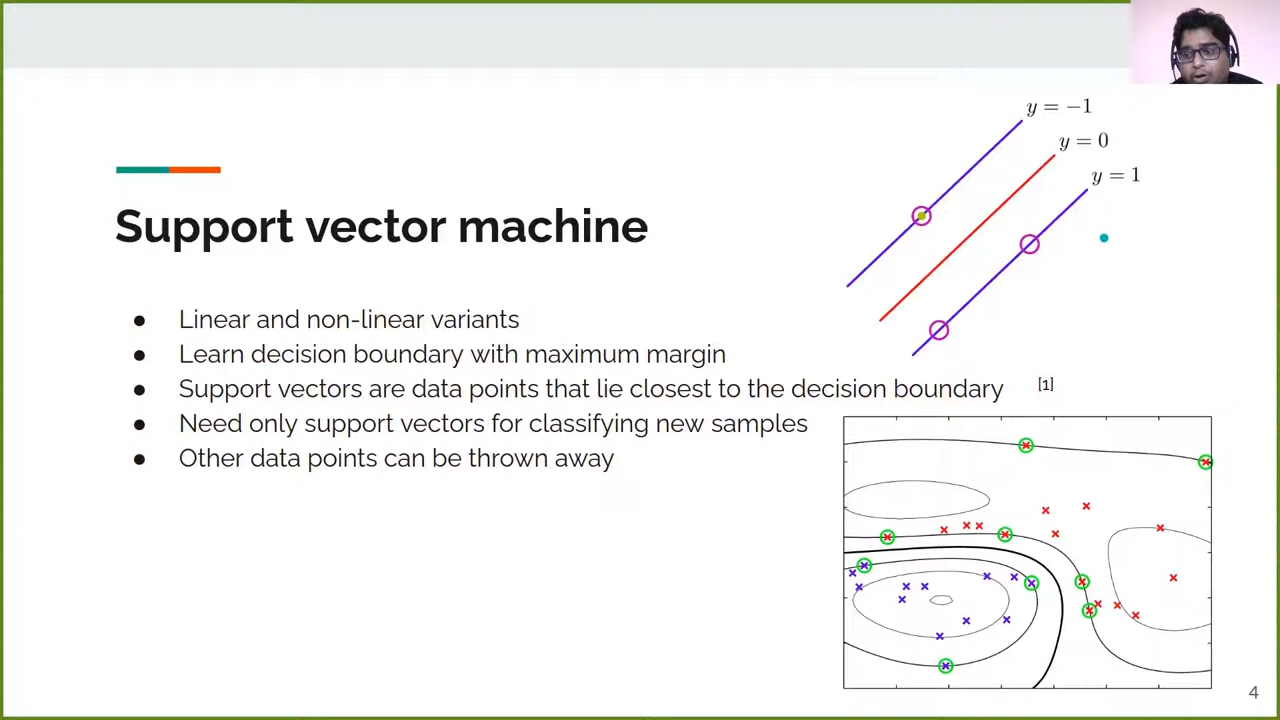 y = −1
y = 0
y = 1
Support vector machine
● Linear and non-linear variants
● Learn decision boundary with maximum margin
● Support vectors are data points that lie closest to the decision boundary [1]
● Need only support vectors for classifying new samples
● Other data points can be thrown away
4